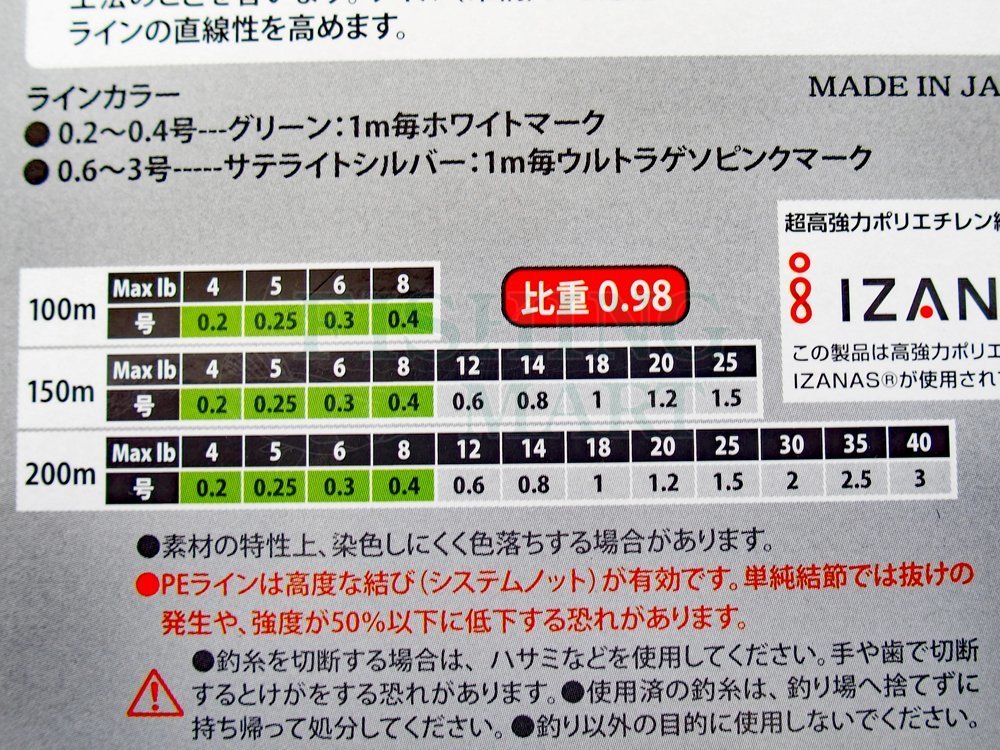 ラインの直線性を高めます。
MADE IN JA
ラインカラー
●0.2〜0.4号---グリーン：1m毎ホワイトマーク
●0.6〜3号-----サテライトシルバー：1m毎ウルトラゲソピンクマーク
超高強力ポリエチレン
IZAN
この製品は高強力ポリエ
IZANAS®が使用され
比重 0.98
100m Max lb 4 5 6 8
号 0.2 0.25 0.3 0.4
150m Max lb 4 5 6 8 12 14 18 20 25
号 0.2 0.25 0.3 0.4 0.6 0.8 1 1.2 1.5
200m Max lb 4 5 6 8 12 14 18 20 25 30 35 40
号 0.2 0.25 0.3 0.4 0.6 0.8 1 1.2 1.5 2 2.5 3
FISHING
MART
●素材の特性上、染色しにくく色落ちする場合があります。
●PEラインは高度な結び（システムノット）が有効です。単純結節では抜けの
発生や、強度が50%以下に低下する恐れがあります。
●釣糸を切断する場合は、ハサミなどを使用してください。手や歯で切断
するとけがをする恐れがあります。●使用済の釣糸は、釣り場へ捨てずに
持ち帰って処分してください。●釣り以外の目的に使用しないでください。